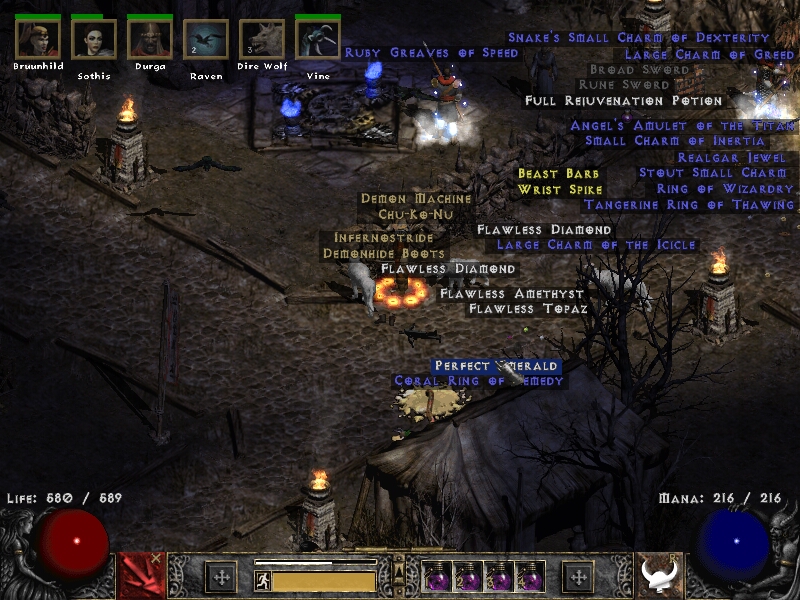 Bruunhild
Sothis
Durga
2
Raven
3
Dire Wolf
Vine
Snake's Small Charm of Dexterity
Ruby Greaves of Speed
Large Charm of Greed
Broad Sword
Rune Sword
Full Rejuvenation Potion
Angel's Amulet of the Titan
Small Charm of Inertia
Realgar Jewel
Beast Barb
Stout Small Charm
Wrist Spike
Ring of Wizardry
Demon Machine
Tangerine Ring of Thawing
Chu-Ko-Nu
Flawless Diamond
Infernostride
Large Charm of the Icicle
Demonhide Boots
Flawless Diamond
Flawless Amethyst
Flawless Topaz
Perfect Emerald
Coral Ring of Remedy
Life: 580 / 589
Mana: 216 / 216